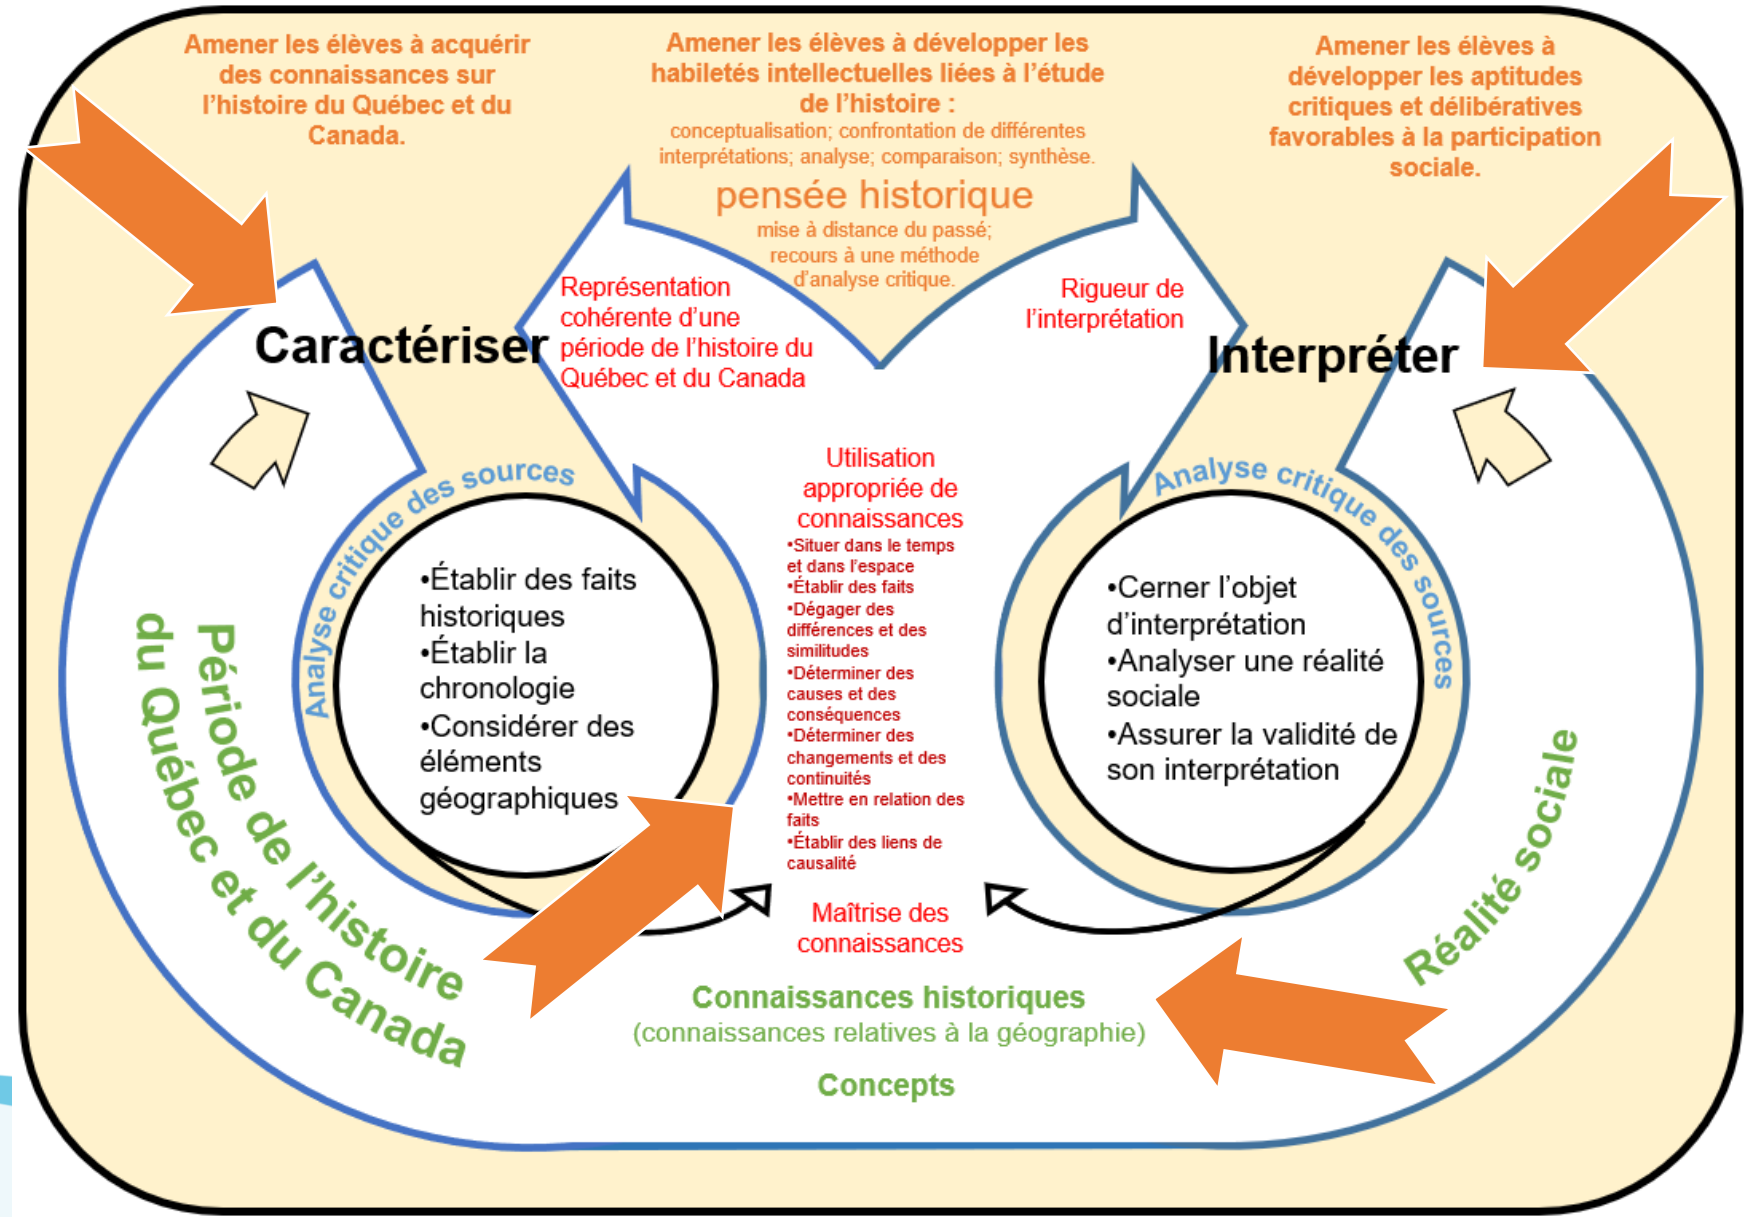 Amener les élèves à acquérir
des connaissances sur
l'histoire du Québec et du
Canada.
Amener les élèves à développer les
habiletés intellectuelles liées à l'étude
de l'histoire :
conceptualisation; confrontation de différentes
interprétations; analyse; comparaison; synthèse.
pensée historique
mise à distance du passé;
recours à une méthode
d'analyse critique.
Amener les élèves à
développer les aptitudes
critiques et délibératives
favorables à la participation
sociale.
Caractériser
Représentation
cohérente d'une
période de l'histoire du
Québec et du Canada
Rigueur de
l'interprétation
Interpréter
Analyse critique des sources
•Établir des faits
historiques
•Établir la
chronologie
•Considérer des
éléments
géographiques
Utilisation
appropriée de
connaissances
•Situer dans le temps
et dans l'espace
•Établir des faits
•Dégager des
différences et des
similitudes
•Déterminer des
causes et des
conséquences
•Déterminer des
changements et des
continuités
•Mettre en relation des
faits
•Établir des liens de
causalité
Maîtrise des
connaissances
Analyse critique des sources
•Cerner l'objet
d'interprétation
•Analyser une réalité
sociale
•Assurer la validité de
son interprétation
Période de l'histoire
du Québec et du Canada
Réalité sociale
Connaissances historiques
(connaissances relatives à la géographie)
Concepts